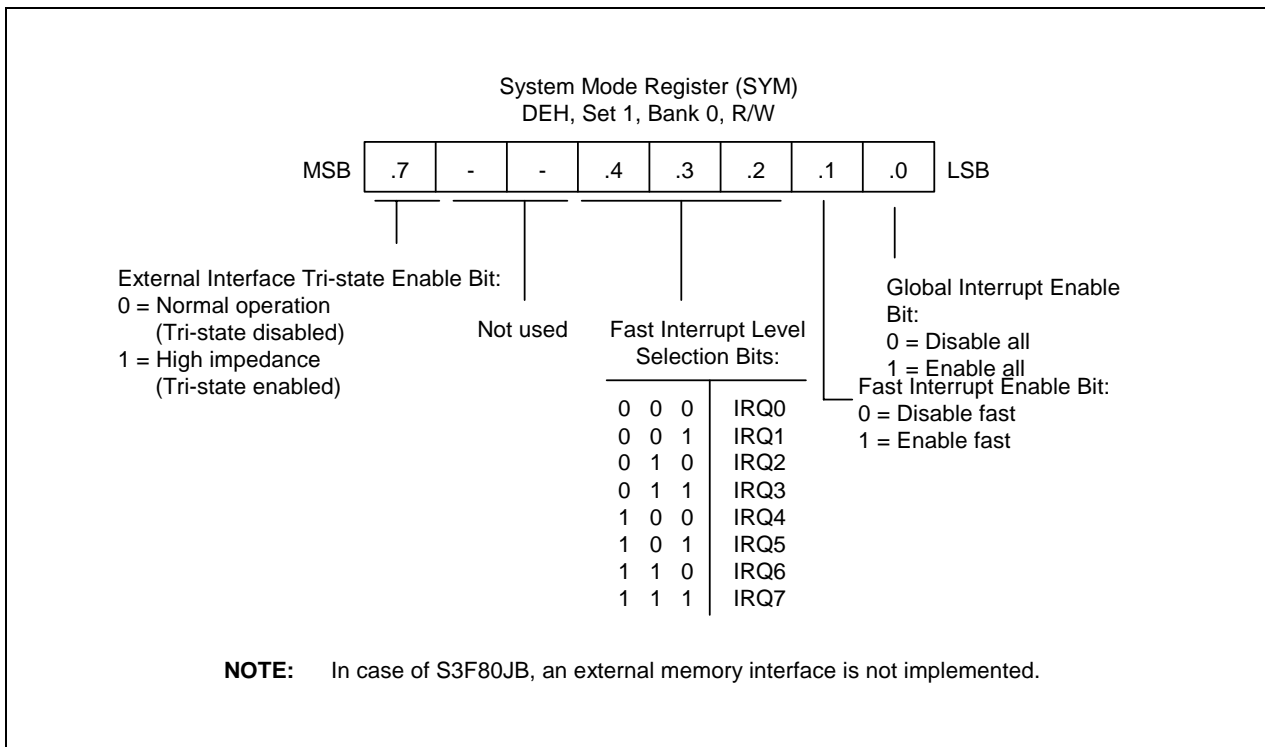 System Mode Register (SYM)
DEH, Set 1, Bank 0, R/W
MSB .7 - - .4 .3 .2 .1 .0 LSB
External Interface Tri-state Enable Bit:
0 = Normal operation
(Tri-state disabled)
1 = High impedance
(Tri-state enabled)
Not used
Fast Interrupt Level
Selection Bits:
0 0 0 IRQ0
0 0 1 IRQ1
0 1 0 IRQ2
0 1 1 IRQ3
1 0 0 IRQ4
1 0 1 IRQ5
1 1 0 IRQ6
1 1 1 IRQ7
Global Interrupt Enable
Bit:
0 = Disable all
1 = Enable all
Fast Interrupt Enable Bit:
0 = Disable fast
1 = Enable fast
NOTE: In case of S3F80JB, an external memory interface is not implemented.